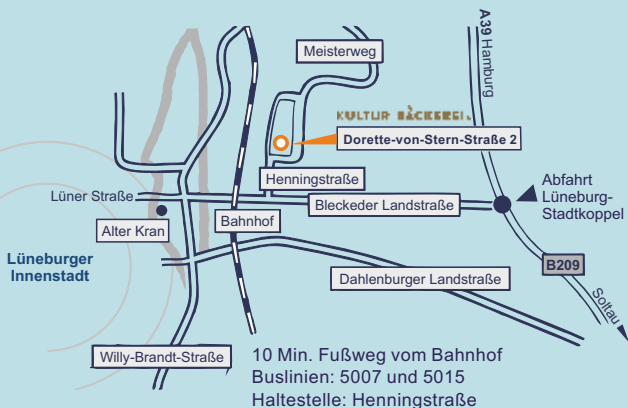 A39 Hamburg
Meisterweg
KULTUR BÄCKEREI.
Dorette-von-Stern-Straße 2
Henningstraße
Abfahrt
Lüneburg-
Stadtkoppel
Lüner Straße
Bleckeder Landstraße
Alter Kran
Bahnhof
Lüneburger
Innenstadt
B209
Dahlenburger Landstraße
Soltau
Willy-Brandt-Straße
10 Min. Fußweg vom Bahnhof
Buslinien: 5007 und 5015
Haltestelle: Henningstraße